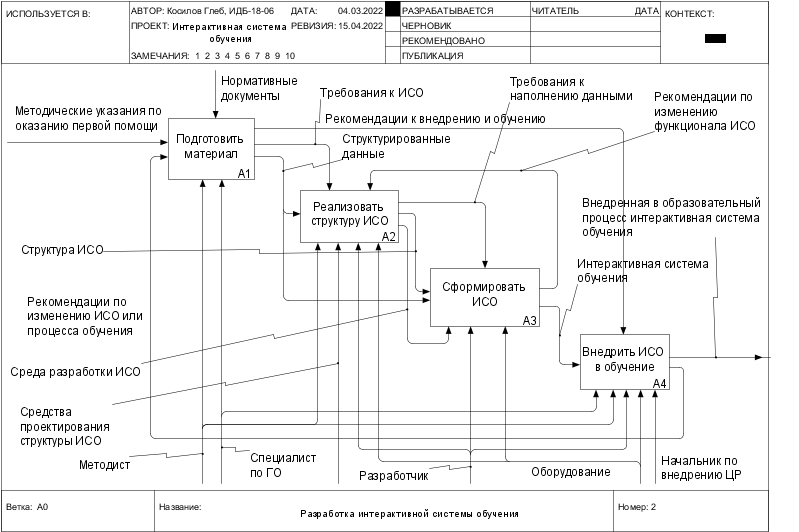 ИСПОЛЬЗУЕТСЯ В:
АВТОР: Косилов Глеб, ИДБ-18-06
ДАТА: 04.03.2022
ПРОЕКТ: Интерактивная система
обучения
РЕВИЗИЯ: 15.04.2022
ЗАМЕЧАНИЯ: 1 2 3 4 5 6 7 8 9 10
РАЗРАБАТЫВАЕТСЯ
ЧЕРНОВИК
РЕКОМЕНДОВАНО
ПУБЛИКАЦИЯ
ЧИТАТЕЛЬ
ДАТА
КОНТЕКСТ:
Нормативные
документы
Методические указания по
оказанию первой помощи
Требования к ИСО
Требования к
наполнению данными
Рекомендации по
изменению
функционала ИСО
Рекомендации к внедрению и обучению
Подготовить
материал
A1
Структурированные
данные
Реализовать
структуру ИСО
A2
Внедренная в образовательный
процесс интерактивная система
обучения
Структура ИСО
Интерактивная система
обучения
Сформировать
ИСО
A3
Рекомендации по
изменению ИСО или
процесса обучения
Внедрить ИСО
в обучение
A4
Среда разработки ИСО
Средства
проектирования
структуры ИСО
Методист
Специалист
по ГО
Разработчик
Оборудование
Начальник по
внедрению ЦР
Ветка: A0
Название:
Разработка интерактивной системы обучения
Номер: 2